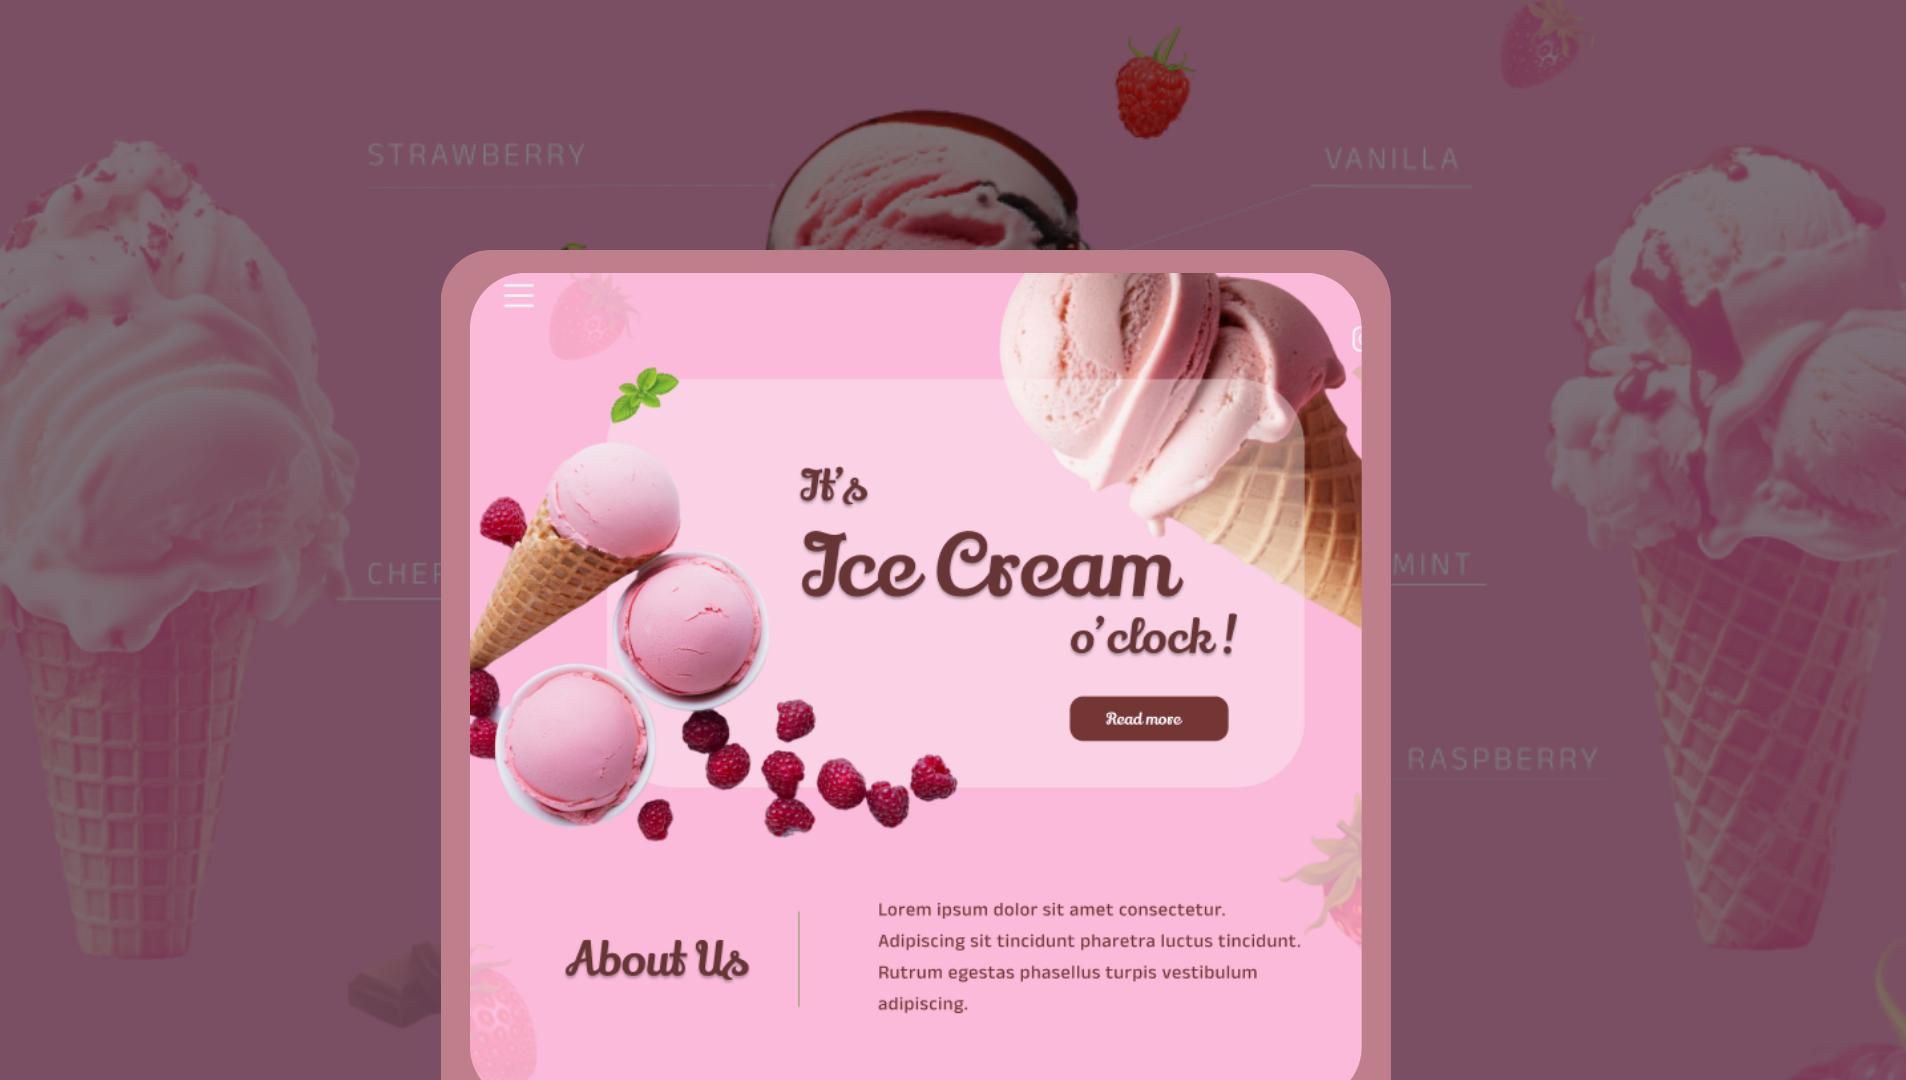 STRAWBERRY
VANILLA
It's
Ice Cream
o'clock!
MINT
Read more
RASPBERRY
About Us
Lorem ipsum dolor sit amet consectetur.
Adipiscing sit tincidunt pharetra luctus tincidunt.
Rutrum egestas phasellus turpis vestibulum
adipiscing.